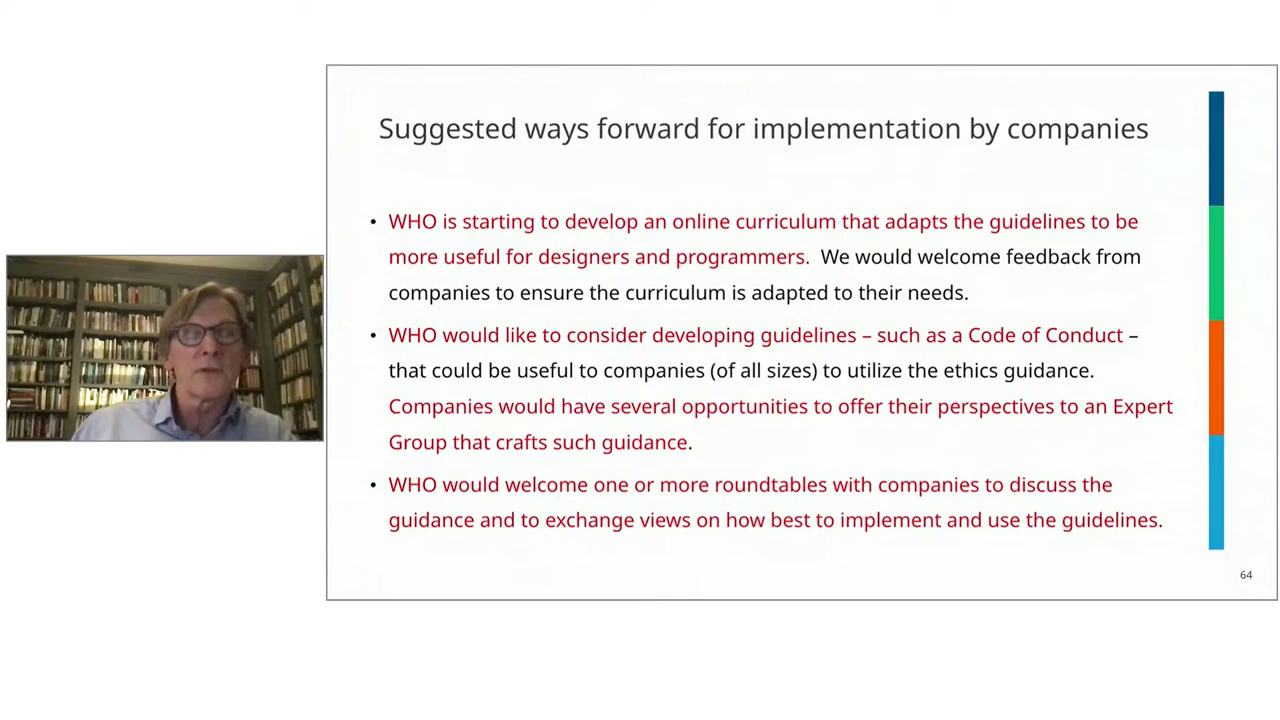 Suggested ways forward for implementation by companies
• WHO is starting to develop an online curriculum that adapts the guidelines to be
more useful for designers and programmers. We would welcome feedback from
companies to ensure the curriculum is adapted to their needs.
• WHO would like to consider developing guidelines – such as a Code of Conduct –
that could be useful to companies (of all sizes) to utilize the ethics guidance.
Companies would have several opportunities to offer their perspectives to an Expert
Group that crafts such guidance.
• WHO would welcome one or more roundtables with companies to discuss the
guidance and to exchange views on how best to implement and use the guidelines.
64